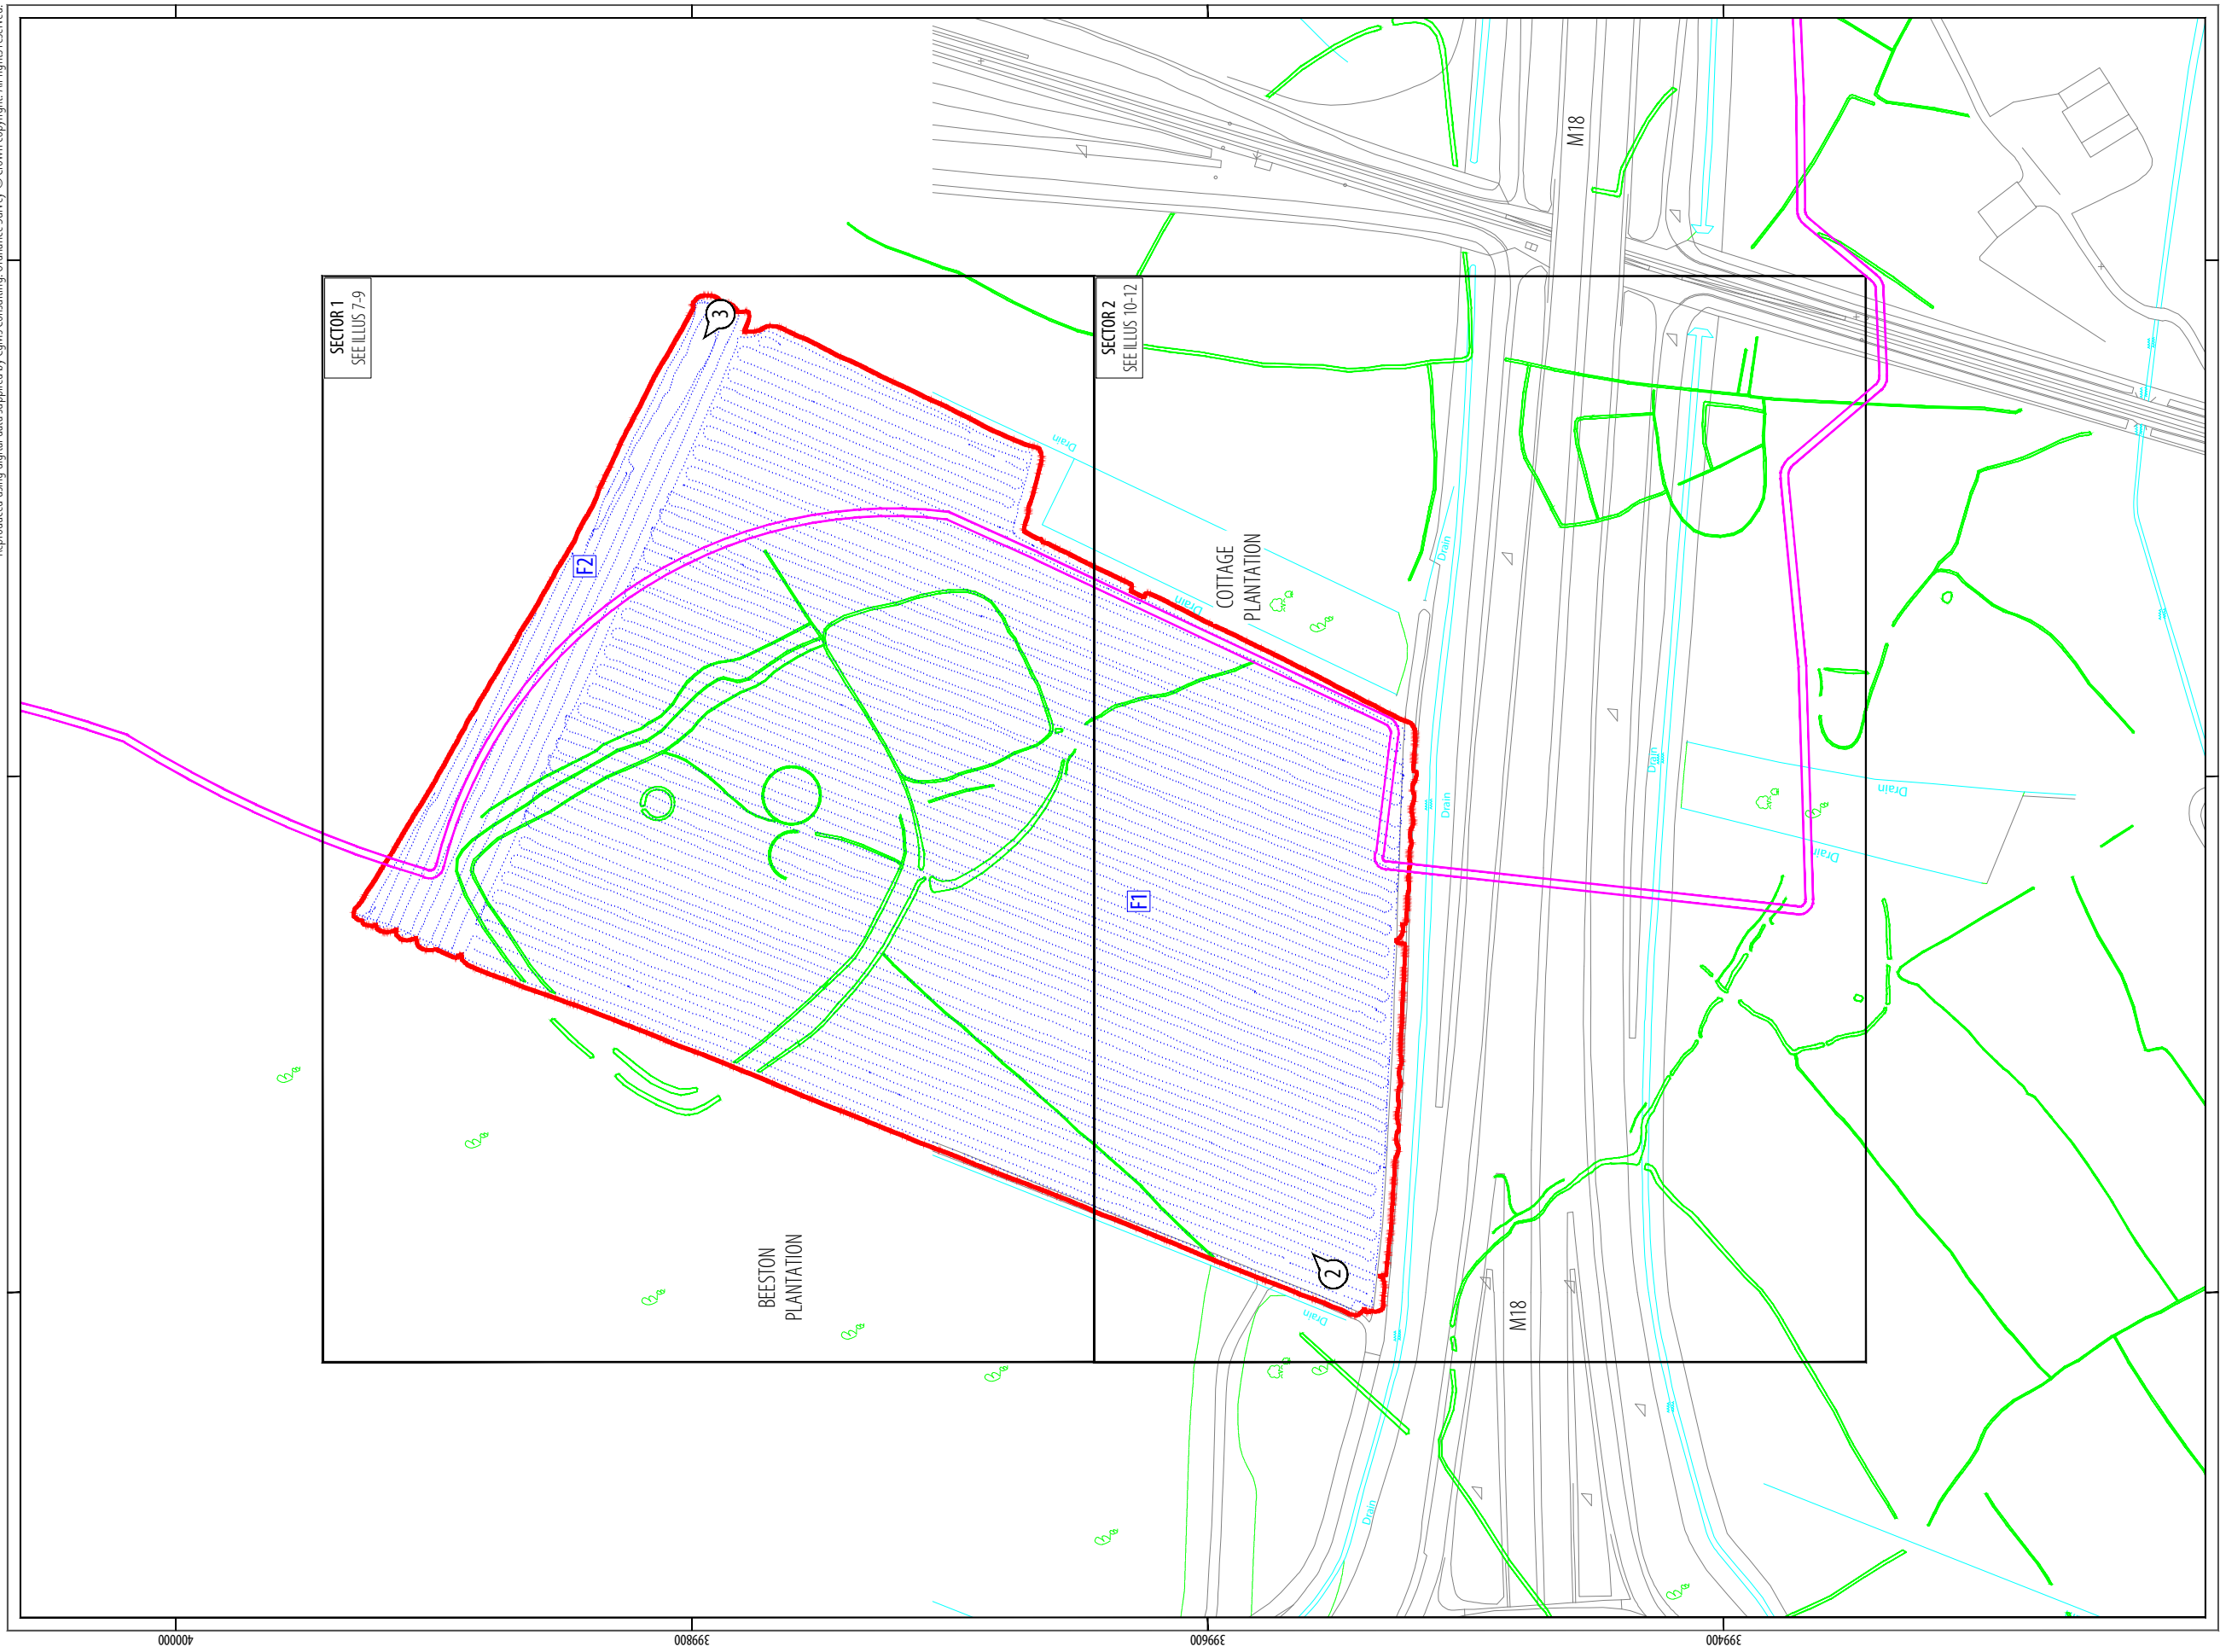 SECTOR 1
SEE ILLUS 7-9
SECTOR 2
SEE ILLUS 10-12
M18
3
F2
Drain
Drain
COTTAGE
PLANTATION
Drain
Drain
Drain
Drain
Drain
F1
BEESTON
PLANTATION
2
Drain
M18
Drain
400000
399800
399600
399400